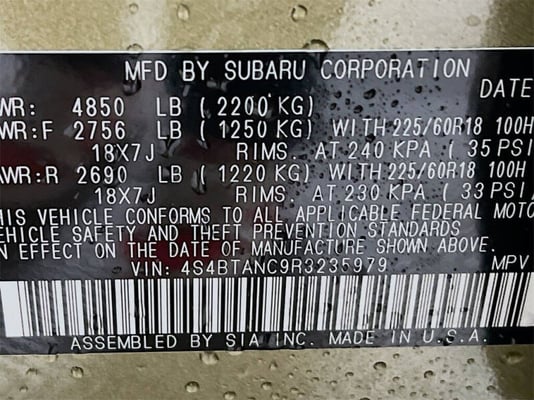 MFD BY SUBARU CORPORATION
DATE
WR: 4850 LB (2200 KG)
WR:F 2756 LB (1250 KG) WITH 225/60R18 100H
18X7J RIMS. AT 240 KPA (35 PSI
AWR:R 2690 LB (1220 KG) WITH 225/60R18 100H
18X7J RIMS. AT 230 KPA (33 PSI
HIS VEHICLE CONFORMS TO ALL APPLICABLE FEDERAL MOTO
VEHICLE SAFETY AND THEFT PREVENTION STANDARDS
IN EFFECT ON THE DATE OF MANUFACTURE SHOWN ABOVE.
VIN: 4S4BTANC9R3235979 MPV
ASSEMBLED BY SIA INC. MADE IN U.S.A.